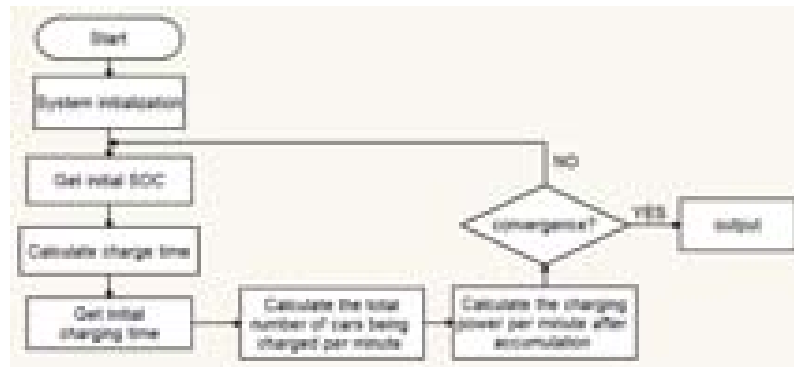 Start
System initialization
Get initial SOC
Calculate charge time
Get initial
charging time
Calculate the total
number of cars being
charged per minute
Calculate the charging
power per minute after
accumulation
convergence?
NO
YES
output